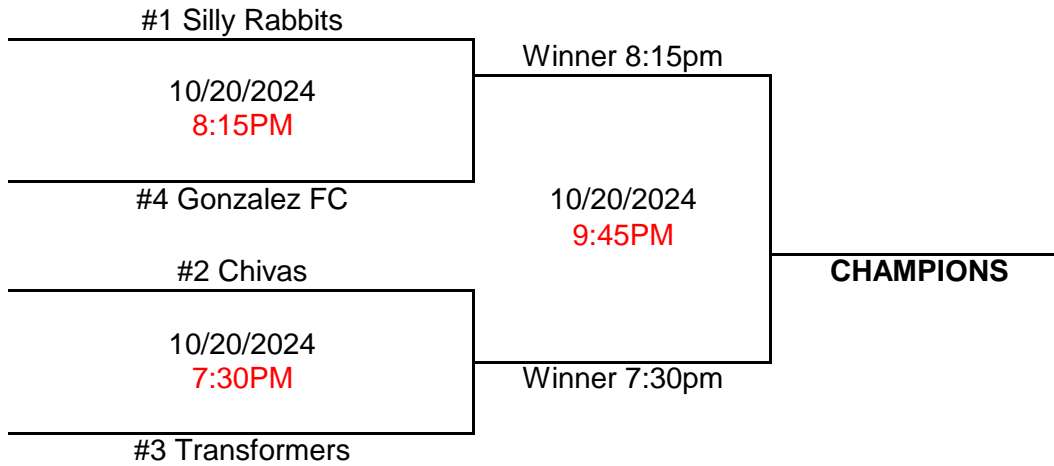 #1 Silly Rabbits
Winner 8:15pm
10/20/2024
8:15PM
#4 Gonzalez FC
10/20/2024
9:45PM
#2 Chivas
CHAMPIONS
10/20/2024
7:30PM
Winner 7:30pm
#3 Transformers